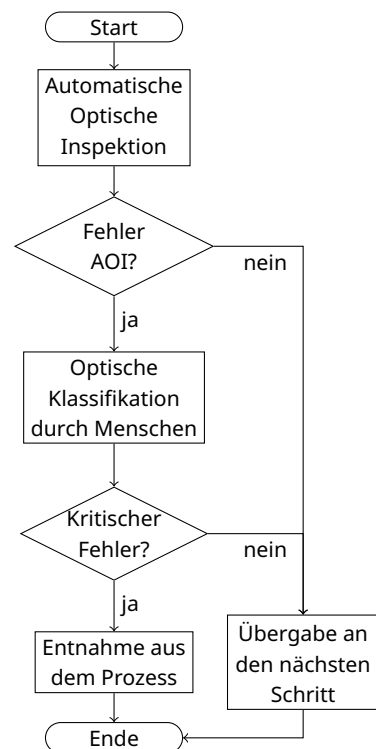 Start
Automatische
Optische
Inspektion
Fehler
AOI?
nein
ja
Optische
Klassifikation
durch Menschen
Kritischer
Fehler?
nein
ja
Entnahme aus
dem Prozess
Übergabe an
den nächsten
Schritt
Ende